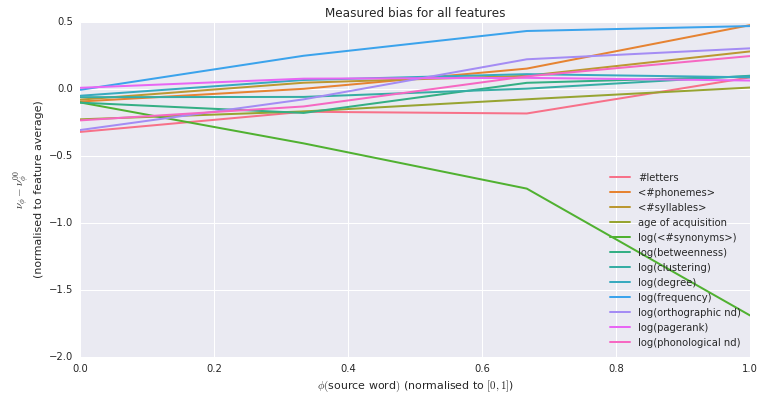 Measured bias for all features
0.5
0.0
−0.5
−1.0
−1.5
−2.0
ν_φ − ν_φ^00
(normalised to feature average)
#letters
<#phonemes>
<#syllables>
age of acquisition
log(<#synonyms>)
log(betweenness)
log(clustering)
log(degree)
log(frequency)
log(orthographic nd)
log(pagerank)
log(phonological nd)
0.0 0.2 0.4 0.6 0.8 1.0
φ(source word) (normalised to [0, 1])